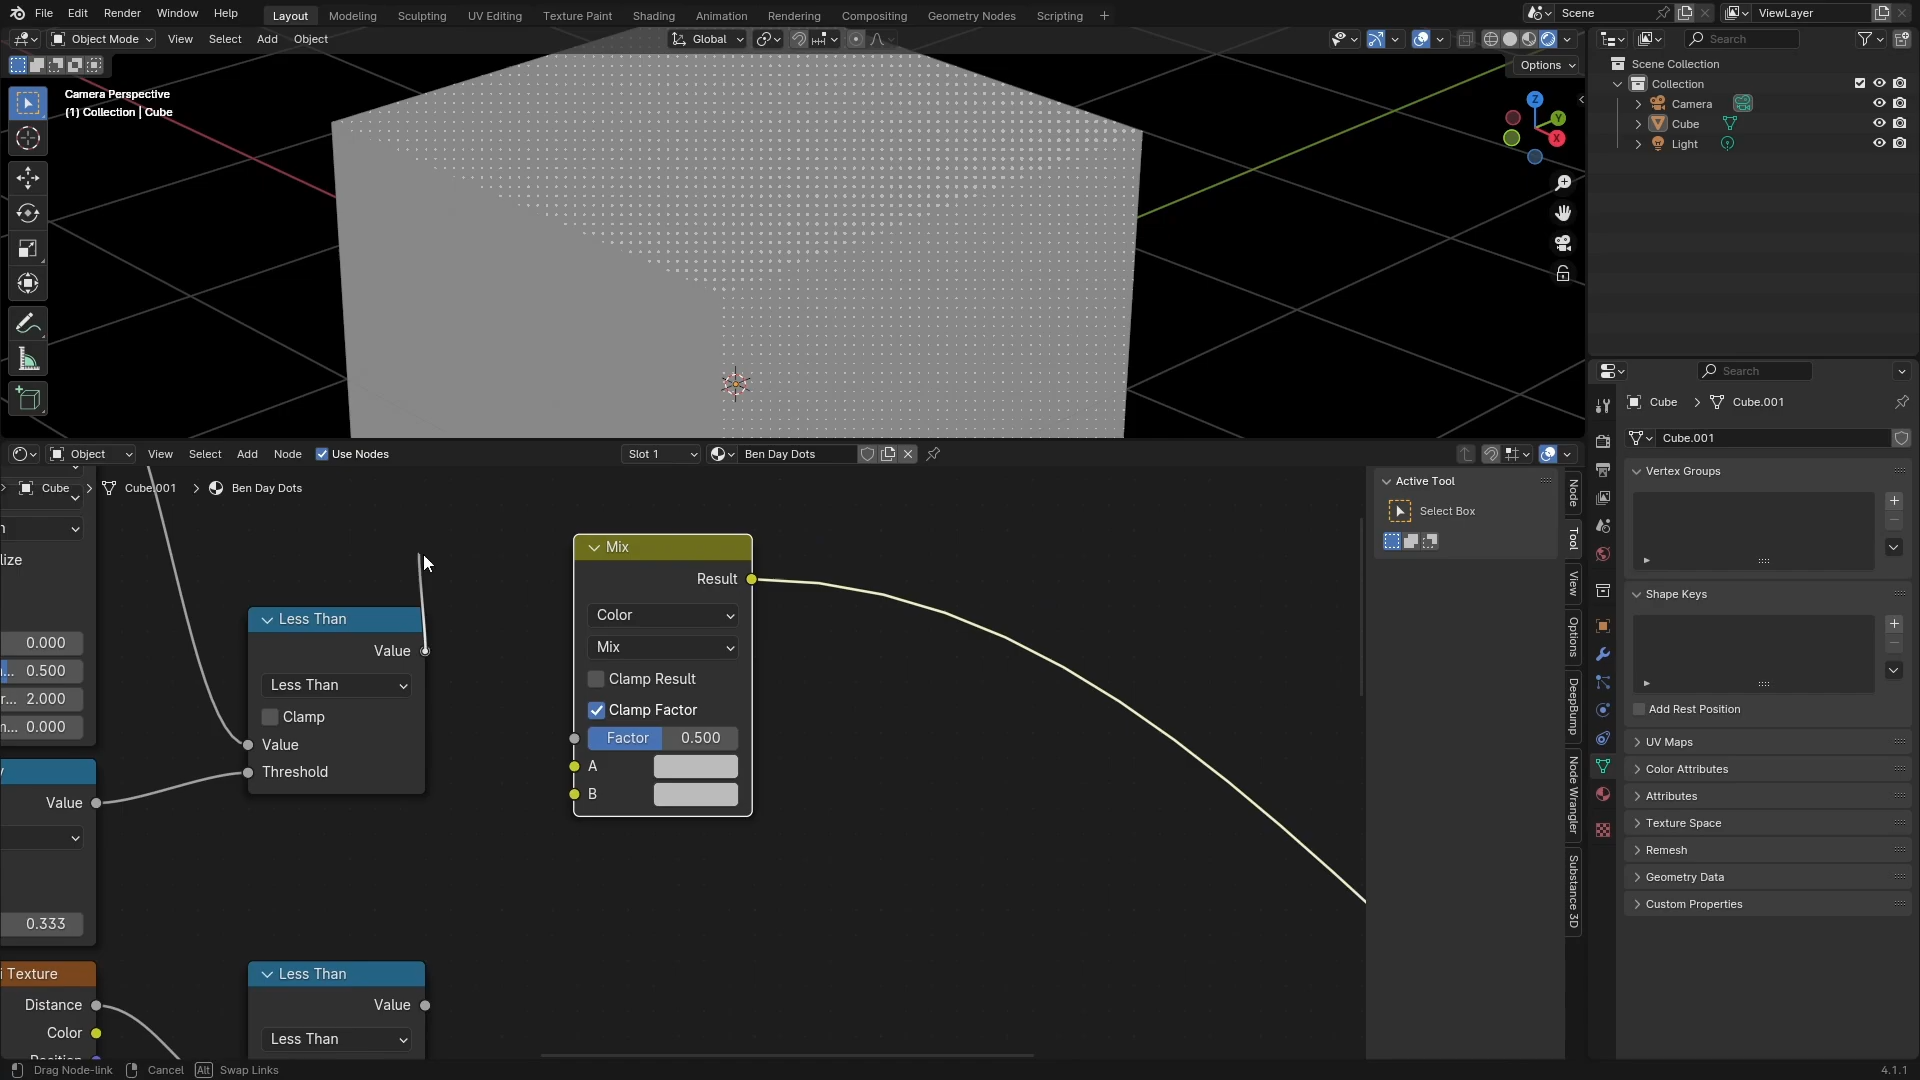 File Edit Render Window Help Layout Modeling Sculpting UV Editing Texture Paint Shading Animation Rendering Compositing Geometry Nodes Scripting + Scene ViewLayer
Object Mode View Select Add Object Global Search
Options
Camera Perspective
(1) Collection | Cube
Z
Y
X
Scene Collection
Collection
Camera
Cube
Light
Search
Cube > Cube.001
Cube.001
Vertex Groups
Shape Keys
Add Rest Position
UV Maps
Color Attributes
Attributes
Texture Space
Remesh
Geometry Data
Custom Properties
Object View Select Add Node Use Nodes Slot 1 Ben Day Dots
Cube > Cube.001 > Ben Day Dots
lize
0.000
0.500
r... 2.000
0.000
Value
0.333
Texture
Distance
Color
Less Than
Value
Less Than
Clamp
Value
Threshold
Less Than
Value
Less Than
Mix
Result
Color
Mix
Clamp Result
Clamp Factor
Factor 0.500
A
B
Active Tool
Select Box
Node
Tool
View
Options
DeepBump
Node Wrangler
Substance 3D
Drag Node-link Cancel Alt Swap Links 4.1.1